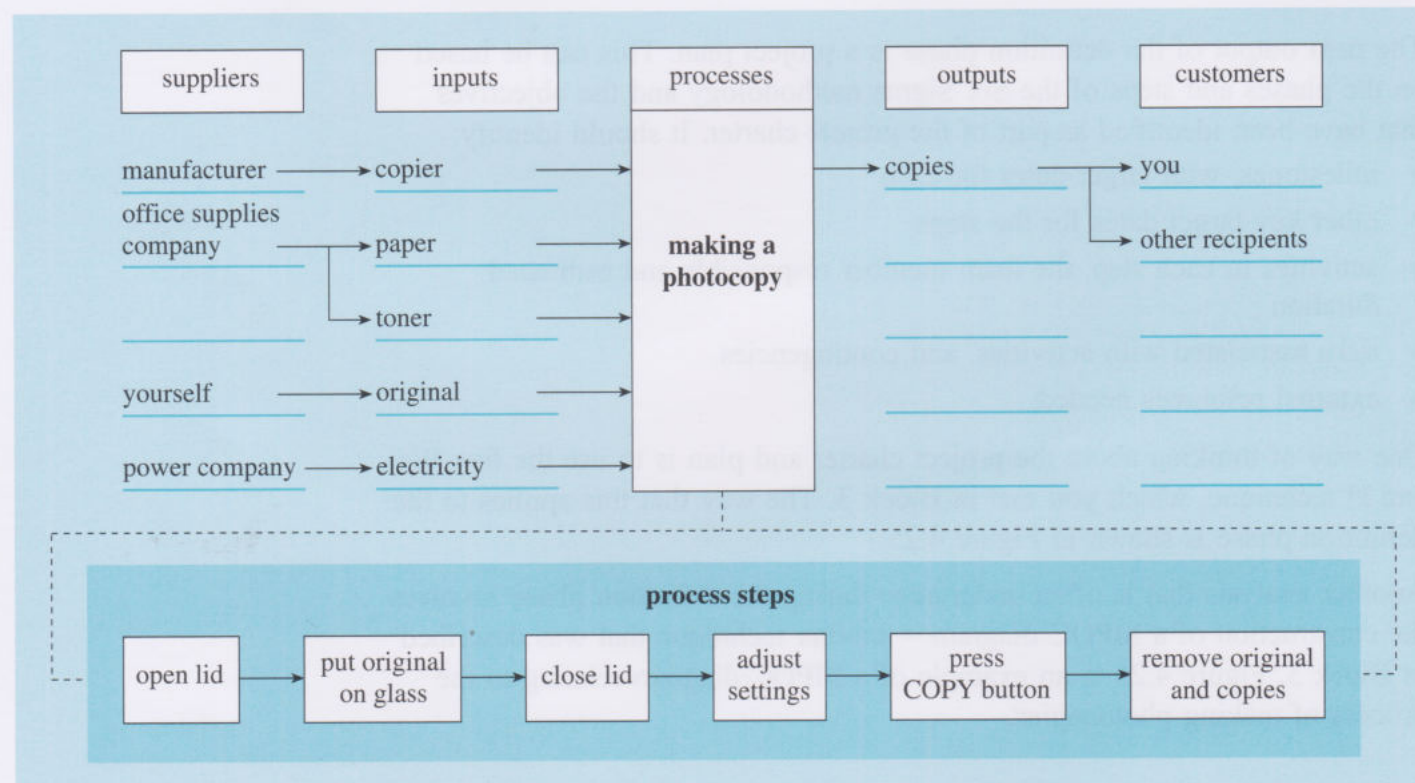 suppliers
inputs
processes
outputs
customers
manufacturer
copier
copies
you
office supplies
company
paper
making a
photocopy
other recipients
toner
yourself
original
power company
electricity
process steps
open lid
put original
on glass
close lid
adjust
settings
press
COPY button
remove original
and copies